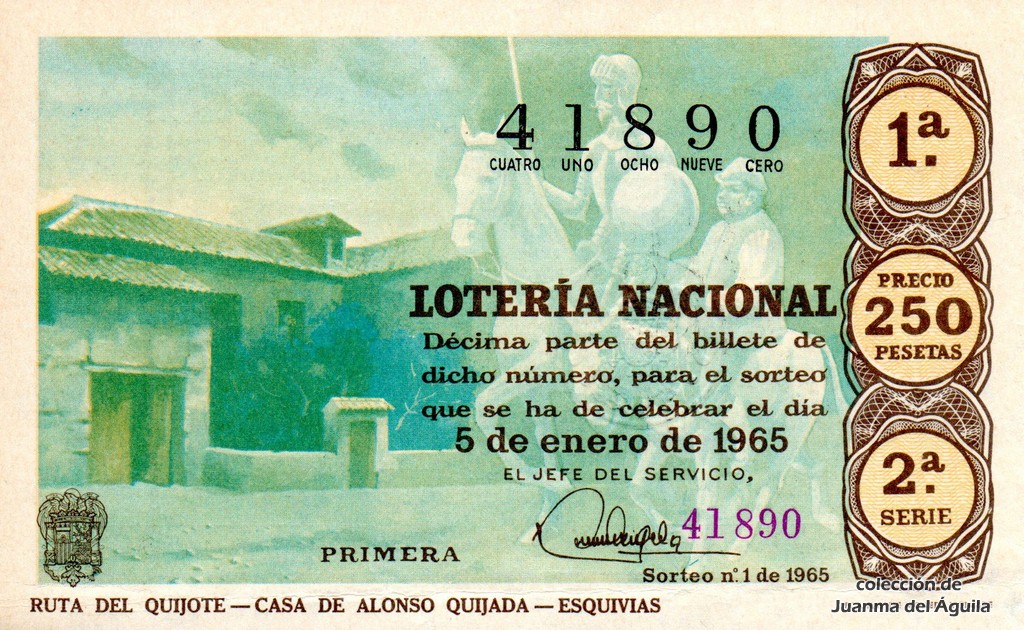 41890
CUATRO UNO OCHO NUEVE CERO
1ª.
LOTERÍA NACIONAL
Décima parte del billete de
dicho número, para el sorteo
que se ha de celebrar el día
5 de enero de 1965
EL JEFE DEL SERVICIO,
41890
PRIMERA
Sorteo n.º 1 de 1965
PRECIO
250
PESETAS
2ª.
SERIE
RUTA DEL QUIJOTE — CASA DE ALONSO QUIJADA — ESQUIVIAS
colección de
Juanma del Águila